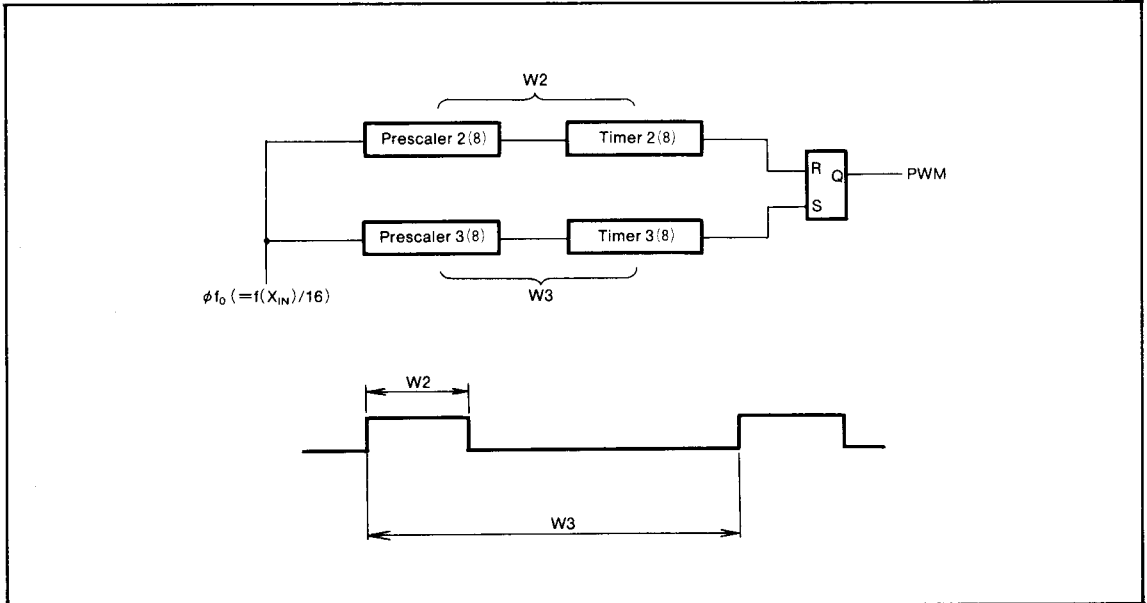 W2
Prescaler 2(8)
Timer 2(8)
R
Q
PWM
S
Prescaler 3(8)
Timer 3(8)
W3
φf₀ (=f(X_IN)/16)
W2
W3